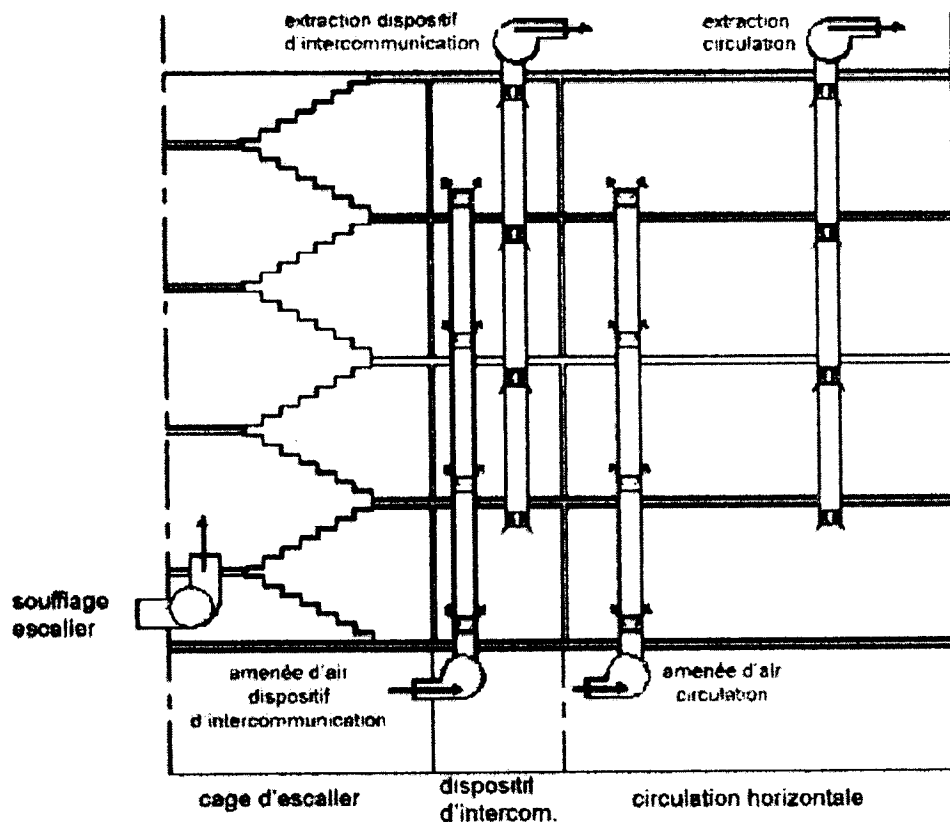 extraction dispositif
d'intercommunication
extraction
circulation
soufflage
escalier
amenée d'air
dispositif
d'intercommunication
amenée d'air
circulation
cage d'escalier
dispositif
d'intercom.
circulation horizontale